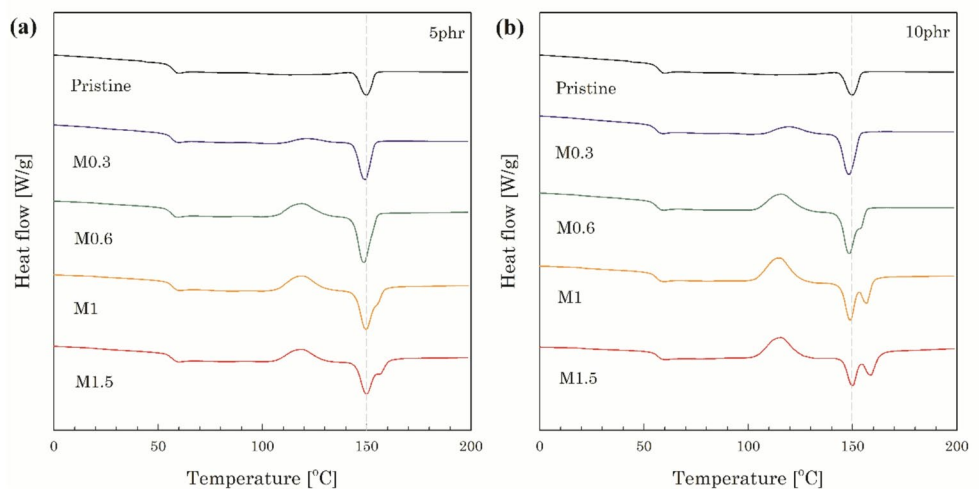 (a)
5phr
Pristine
M0.3
M0.6
M1
M1.5
Heat flow [W/g]
0 50 100 150 200
Temperature [°C]
(b)
10phr
Pristine
M0.3
M0.6
M1
M1.5
Heat flow [W/g]
0 50 100 150 200
Temperature [°C]